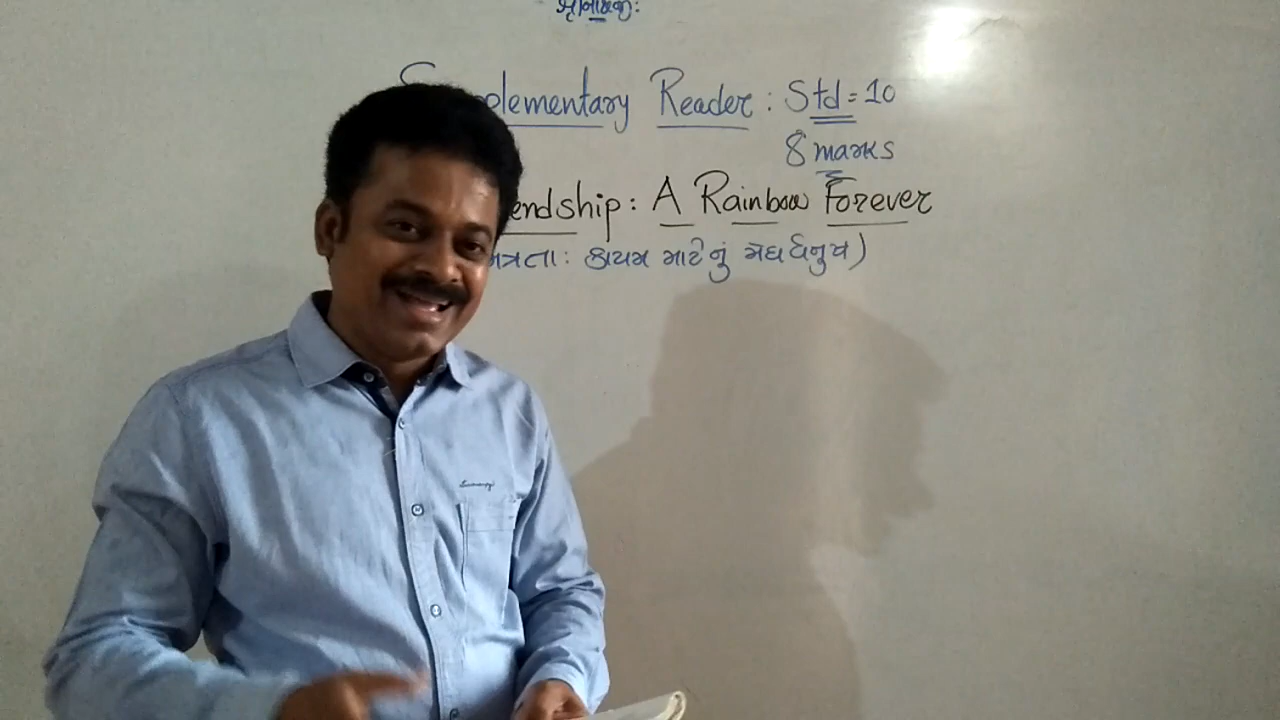 plementary Reader : Std = 10
8 marks
endship : A Rainbow Forever
ત્રતા : કાયમ માટેનું મેઘધનુષ)